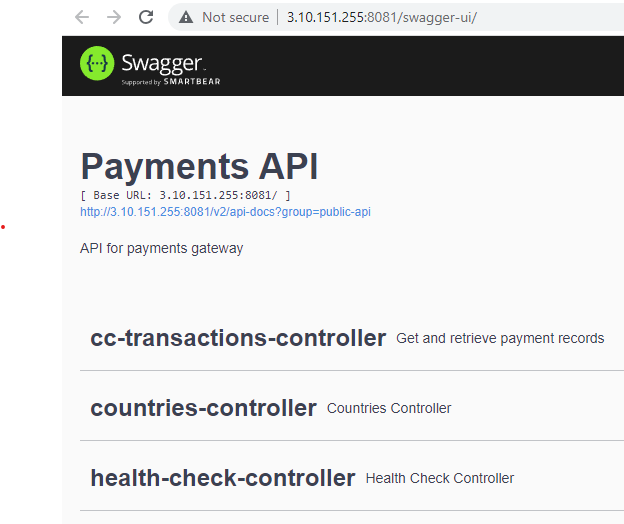 Not secure | 3.10.151.255:8081/swagger-ui/
{...} Swagger
Supported by SMARTBEAR
Payments API
[ Base URL: 3.10.151.255:8081/ ]
http://3.10.151.255:8081/v2/api-docs?group=public-api
API for payments gateway
cc-transactions-controller Get and retrieve payment records
countries-controller Countries Controller
health-check-controller Health Check Controller